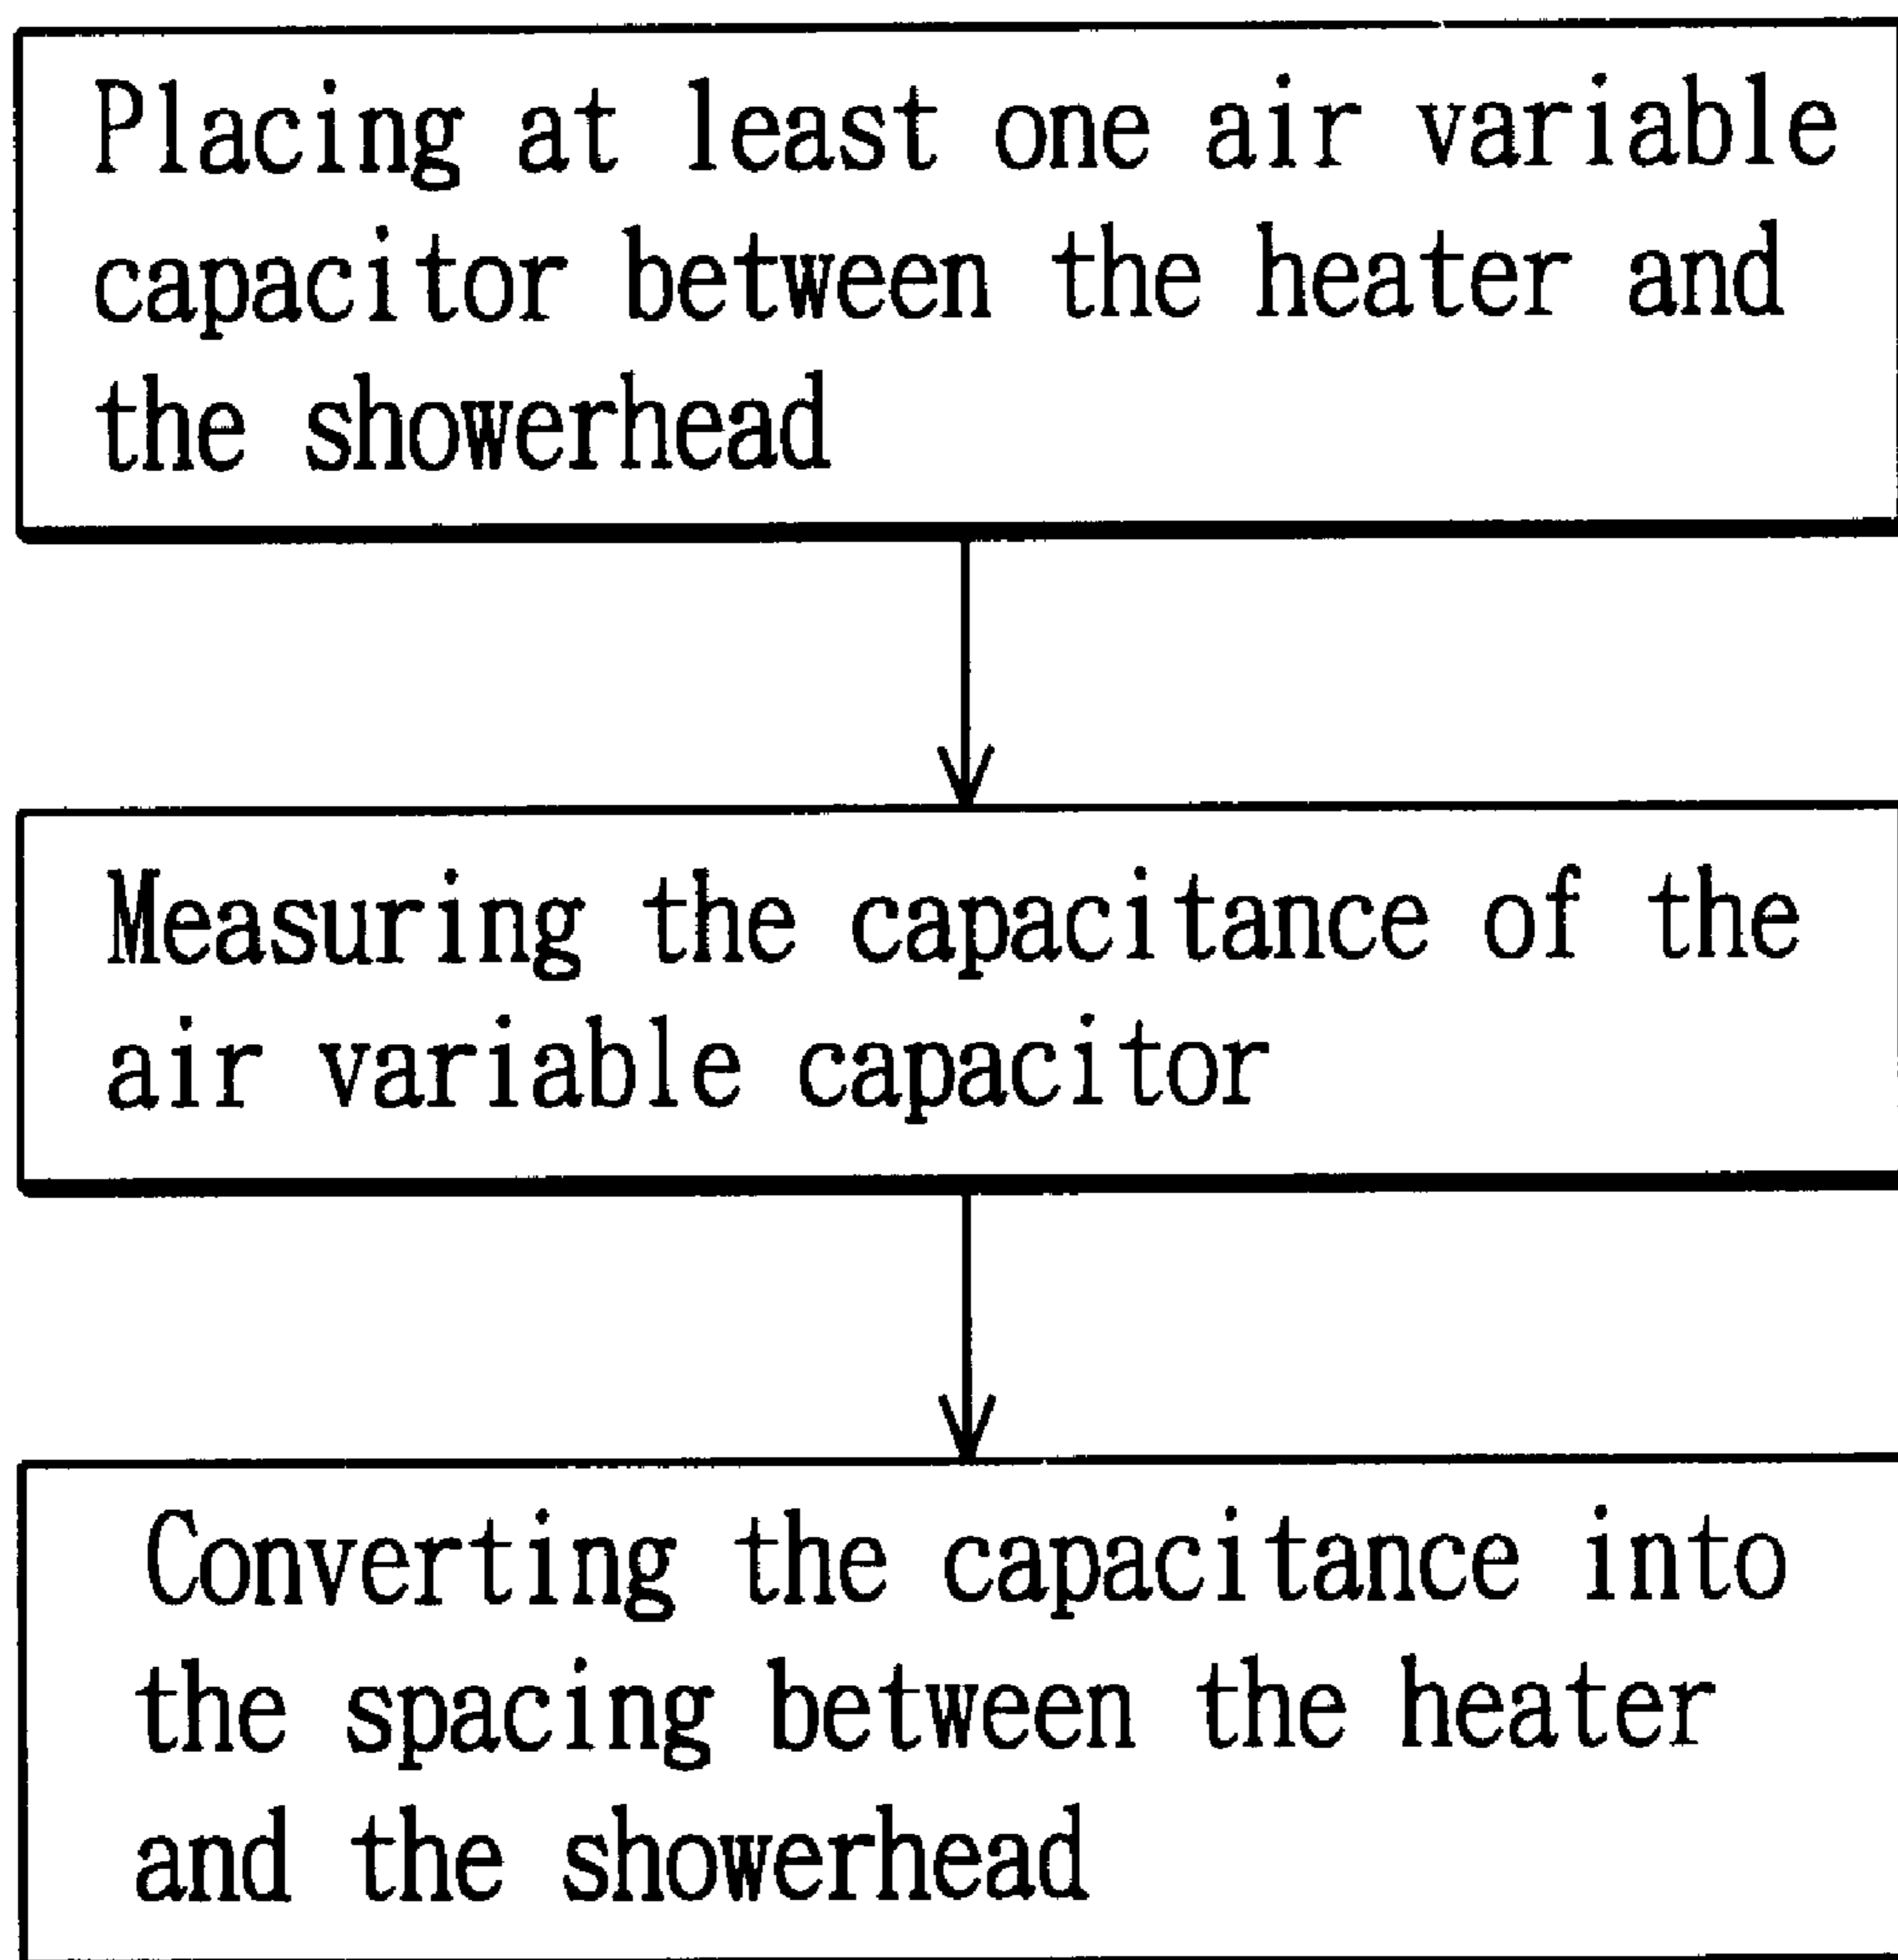 Placing at least one air variable
capacitor between the heater and
the showerhead
Measuring the capacitance of the
air variable capacitor
Converting the capacitance into
the spacing between the heater
and the showerhead